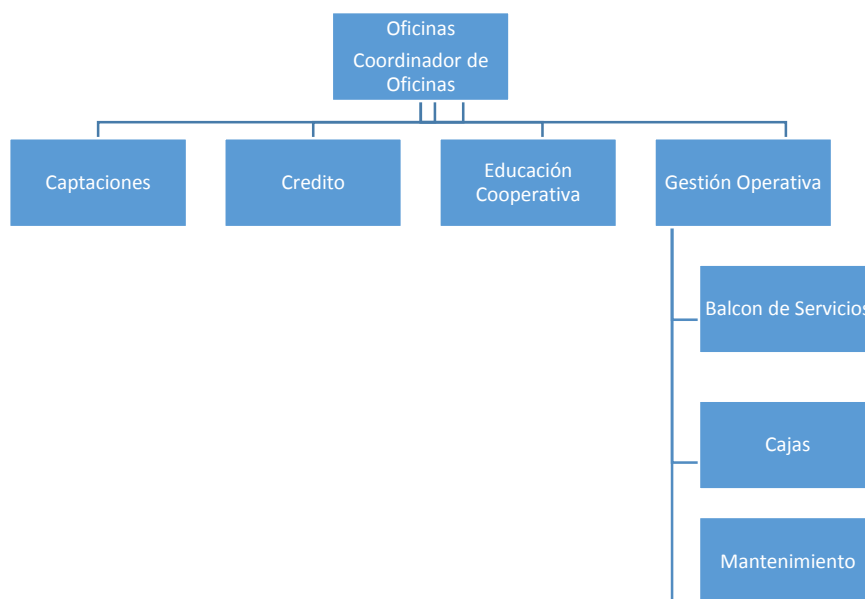 Oficinas
Coordinador de
Oficinas
Captaciones
Credito
Educación
Cooperativa
Gestión Operativa
Balcon de Servicios
Cajas
Mantenimiento